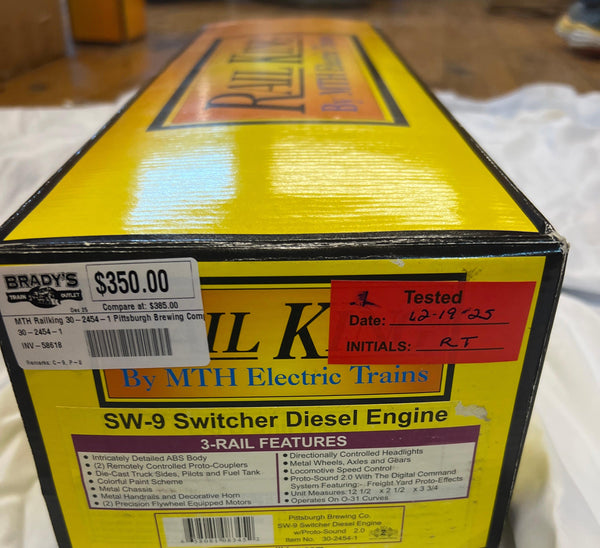 RAIL KING
By MTH Electric Trains
BRADY'S
TRAIN OUTLET
$350.00
Dec 25
Compare at: $385.00
MTH Railking 30-2454-1 Pittsburgh Brewing Com
30-2454-1
INV-58618
Remarks: C-9, P-8
Tested
Date: 12-19-25
INITIALS: RT
IL K
By MTH Electric Trains
SW-9 Switcher Diesel Engine
3-RAIL FEATURES
• Intricately Detailed ABS Body
• (2) Remotely Controlled Proto-Couplers
• Die-Cast Truck Sides, Pilots and Fuel Tank
• Colorful Paint Scheme
• Metal Chassis
• Metal Handrails and Decorative Horn
• (2) Precision Flywheel Equipped Motors
• Directionally Controlled Headlights
• Metal Wheels, Axles and Gears
• Locomotive Speed Control
• Proto-Sound 2.0 With The Digital Command
System Featuring:- Freight Yard Proto-Effects
• Unit Measures: 12 1/2 x 2 1/2 x 3 3/4
• Operates On O-31 Curves
Pittsburgh Brewing Co.
SW-9 Switcher Diesel Engine
w/Proto-Sound 2.0
Item No. 30-2454-1